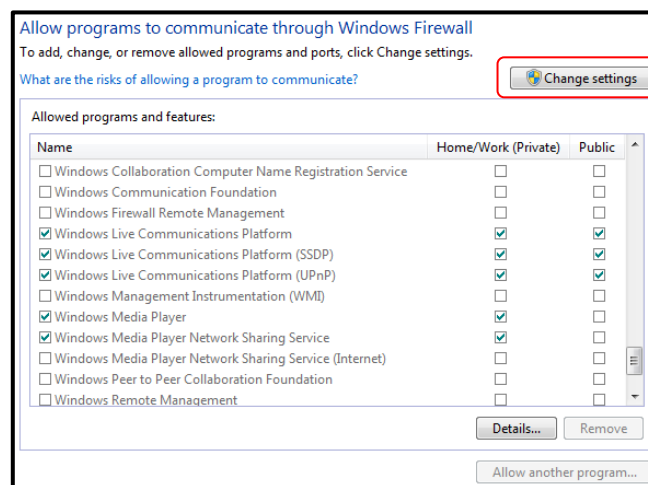 Allow programs to communicate through Windows Firewall
To add, change, or remove allowed programs and ports, click Change settings.
What are the risks of allowing a program to communicate?
Change settings
Allowed programs and features:
Name Home/Work (Private) Public
Windows Collaboration Computer Name Registration Service
Windows Communication Foundation
Windows Firewall Remote Management
Windows Live Communications Platform
Windows Live Communications Platform (SSDP)
Windows Live Communications Platform (UPnP)
Windows Management Instrumentation (WMI)
Windows Media Player
Windows Media Player Network Sharing Service
Windows Media Player Network Sharing Service (Internet)
Windows Peer to Peer Collaboration Foundation
Windows Remote Management
Details... Remove
Allow another program...